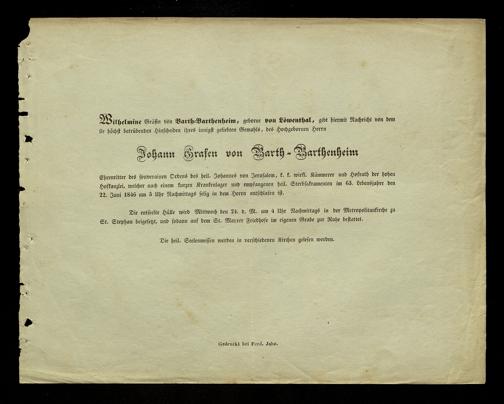 Wilhelmine Gräfin von Barth-Barthenheim, geborne von Löwenthal, gibt hiermit Nachricht von dem
für höchst betrübenden Hinscheiden ihres innigst geliebten Gemahls, des Hochgebornen Herrn
Johann Grafen von Barth-Barthenheim
Ehrenritter des souverainen Ordens des heil. Johannes von Jerusalem, k. k. wirkl. Kämmerer und Hofrath der hohen
Hofkanzlei, welcher nach einem kurzen Krankenlager und empfangenen heil. Sterbsakramenten im 63. Lebensjahre den
22. Juni 1846 um 5 Uhr Nachmittags selig in dem Herrn entschlafen ist.
Die entseelte Hülle wird Mittwoch den 24. d. M. um 4 Uhr Nachmittags in der Metropolitankirche zu
St. Stephan beigesetzt, und sodann auf dem St. Marxer Friedhofe im eigenen Grabe zur Ruhe bestattet.
Die heil. Seelenmessen werden in verschiedenen Kirchen gelesen werden.
Gedruckt bei Ferd. Jahn.